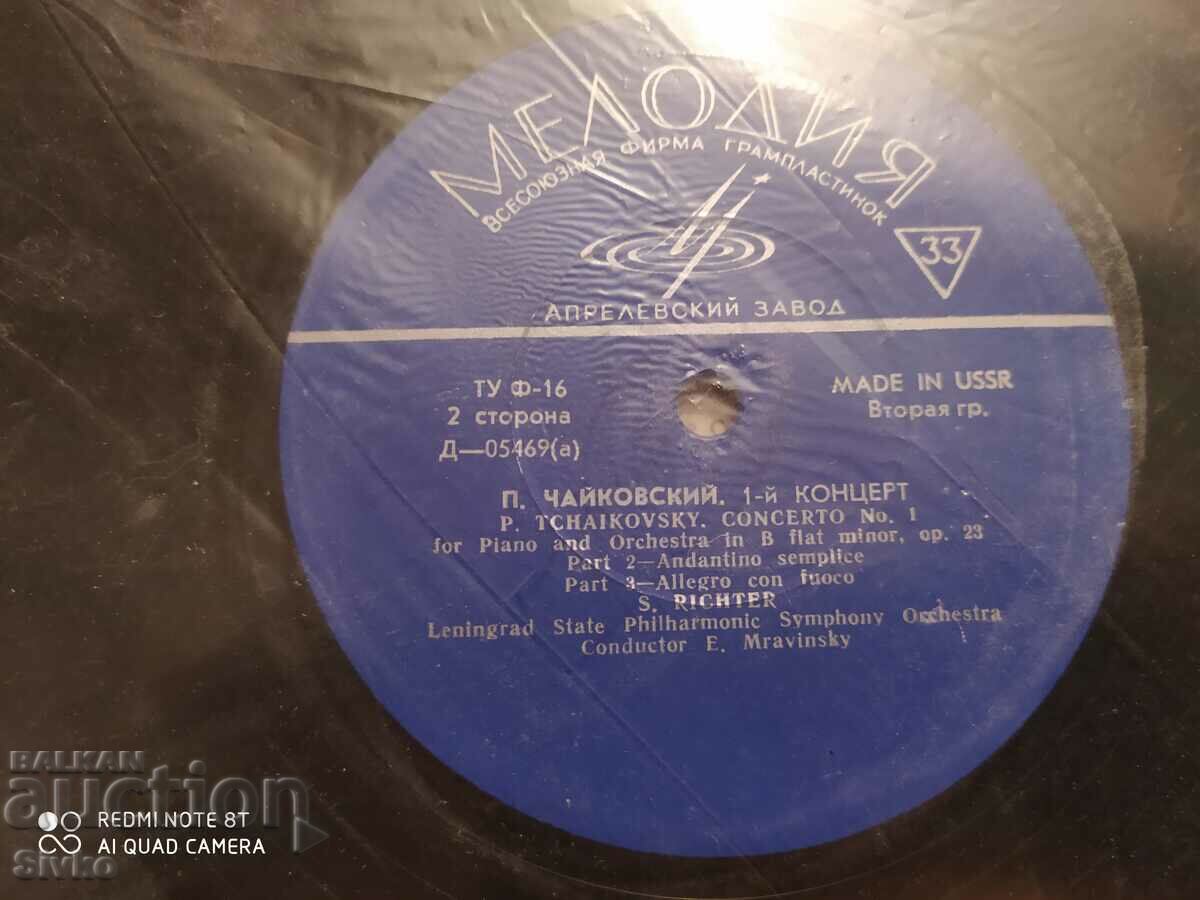 МЕЛОДИЯ
ВСЕСОЮЗНАЯ ФИРМА ГРАМПЛАСТИНОК
33
АПРЕЛЕВСКИЙ ЗАВОД
ТУ Ф-16
2 сторона
Д—05469(а)
MADE IN USSR
Вторая гр.
П. ЧАЙКОВСКИЙ. 1-й КОНЦЕРТ
P. TCHAIKOVSKY. CONCERTO No. 1
for Piano and Orchestra in B flat minor, op. 23
Part 2—Andantino semplice
Part 3—Allegro con fuoco
S. RICHTER
Leningrad State Philharmonic Symphony Orchestra
Conductor E. Mravinsky
BALKAN
auction
REDMI NOTE 8T
AI QUAD CAMERA
Sivko